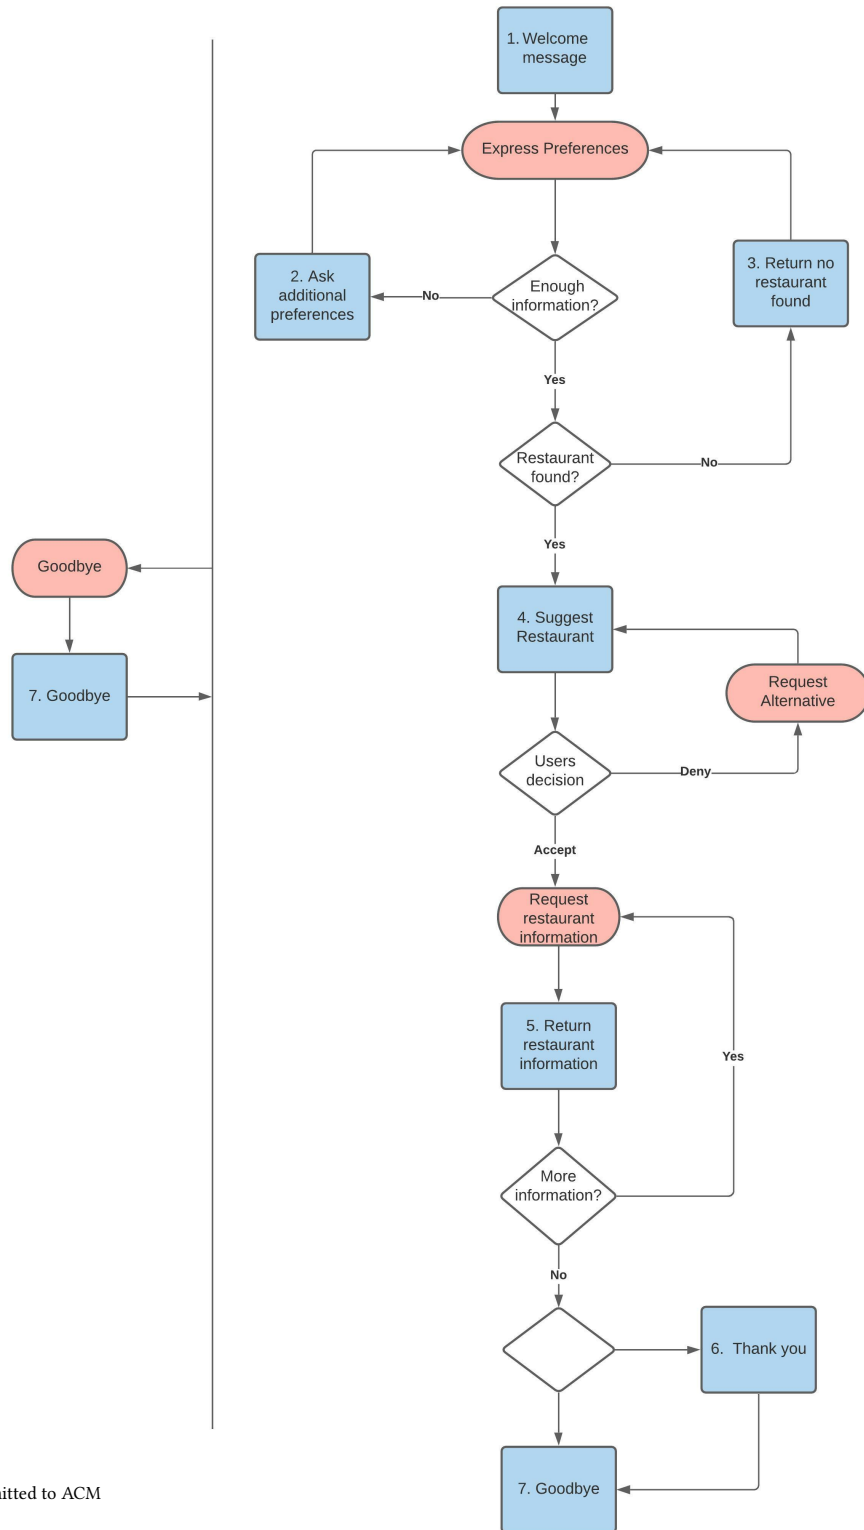 1. Welcome
message
Express Preferences
2. Ask
additional
preferences
No
Enough
information?
3. Return no
restaurant
found
Yes
Restaurant
found?
No
Yes
Goodbye
4. Suggest
Restaurant
7. Goodbye
Request
Alternative
Users
decision
Deny
Accept
Request
restaurant
information
5. Return
restaurant
information
Yes
More
information?
No
6. Thank you
7. Goodbye
itted to ACM